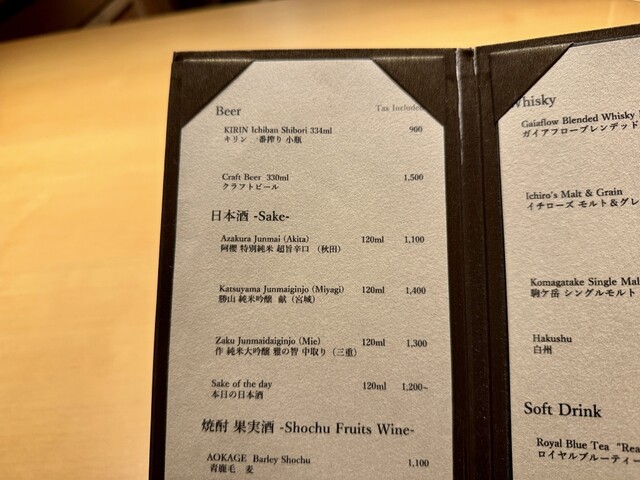 Beer
Tax Included
KIRIN Ichiban Shibori 334ml 900
キリン 一番搾り 小瓶
Craft Beer 330ml 1,500
クラフトビール
日本酒 -Sake-
Azakura Junmai (Akita) 120ml 1,100
阿櫻 特別純米 超旨辛口 （秋田）
Katsuyama Junmaiginjo (Miyagi) 120ml 1,400
勝山 純米吟醸 献（宮城）
Zaku Junmaidaiginjo (Mie) 120ml 1,300
作 純米大吟醸 雅の智 中取り（三重）
Sake of the day 120ml 1,200~
本日の日本酒
焼酎 果実酒 -Shochu Fruits Wine-
AOKAGE Barley Shochu 1,100
青鹿毛 麦
Whisky
Gaiaflow Blended Whisky
ガイアフローブレンデッド
Ichiro's Malt & Grain
イチローズ モルト＆グレ
Komagatake Single Mal
駒ケ岳 シングルモルト
Hakushu
白州
Soft Drink
Royal Blue Tea "Rea
ロイヤルブルーティー